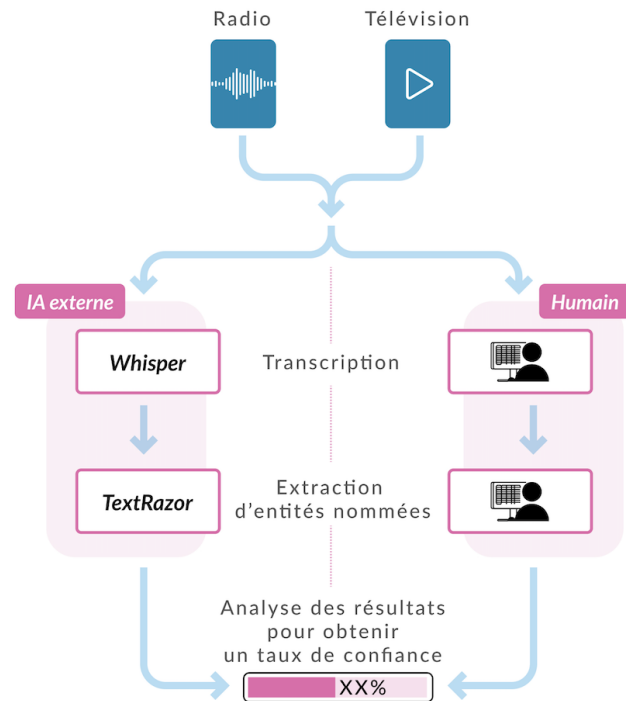 Radio
Télévision
IA externe
Humain
Whisper
Transcription
TextRazor
Extraction
d'entités nommées
Analyse des résultats
pour obtenir
un taux de confiance
XX%